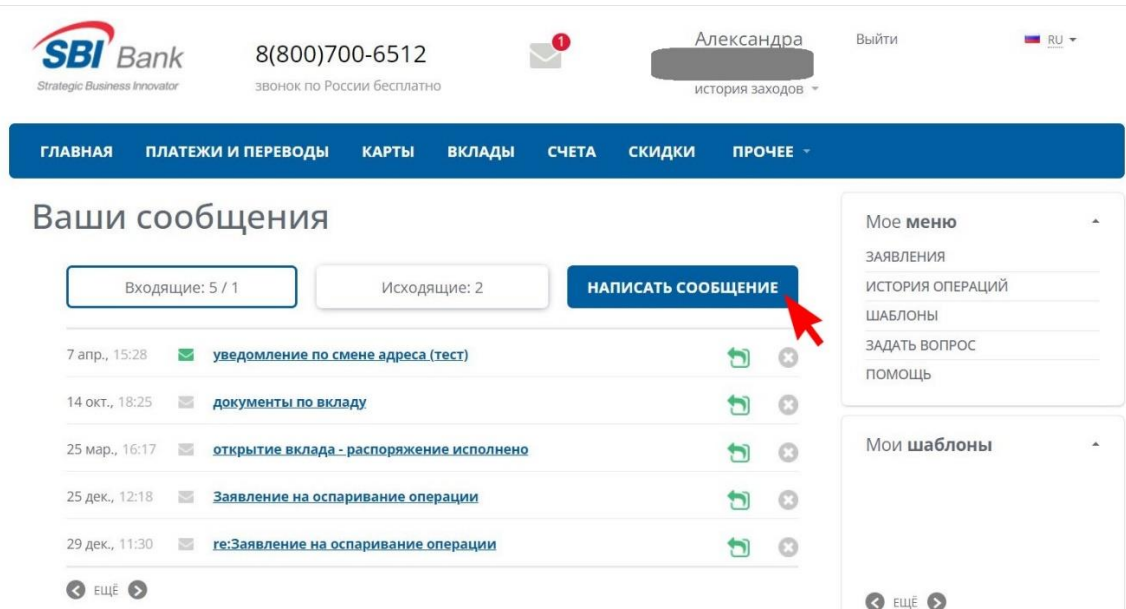 SBI Bank
Strategic Business Innovator
8(800)700-6512
звонок по России бесплатно
1
Александра
история заходов
Выйти
RU
ГЛАВНАЯ ПЛАТЕЖИ И ПЕРЕВОДЫ КАРТЫ ВКЛАДЫ СЧЕТА СКИДКИ ПРОЧЕЕ
Ваши сообщения
Входящие: 5 / 1
Исходящие: 2
НАПИСАТЬ СООБЩЕНИЕ
7 апр., 15:28 уведомление по смене адреса (тест)
14 окт., 18:25 документы по вкладу
25 мар., 16:17 открытие вклада - распоряжение исполнено
25 дек., 12:18 Заявление на оспаривание операции
29 дек., 11:30 re:Заявление на оспаривание операции
ЕЩЁ
Мое меню
ЗАЯВЛЕНИЯ
ИСТОРИЯ ОПЕРАЦИЙ
ШАБЛОНЫ
ЗАДАТЬ ВОПРОС
ПОМОЩЬ
Мои шаблоны
ЕЩЁ